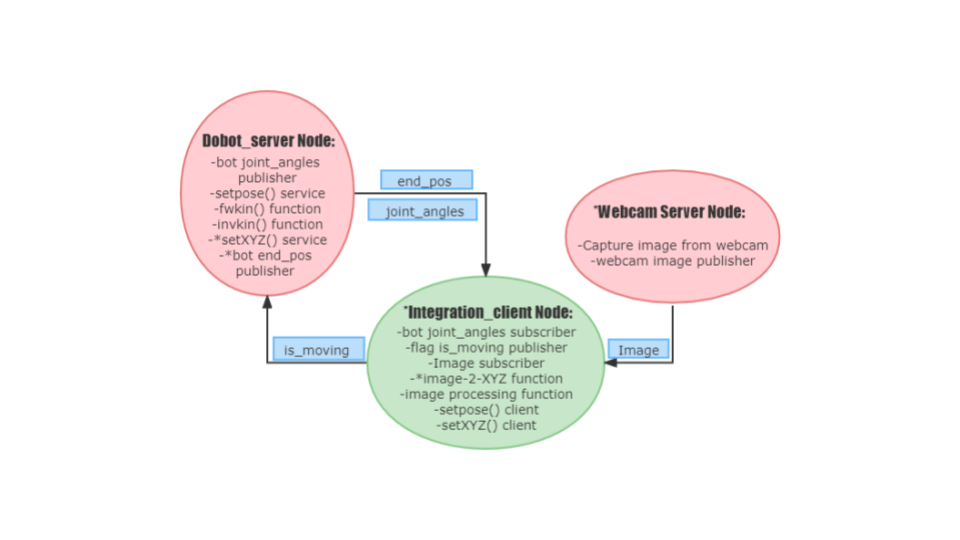 Dobot_server Node:
-bot joint_angles
publisher
-setpose() service
-fwkin() function
-invkin() function
-*setXYZ() service
-*bot end_pos
publisher
end_pos
joint_angles
*Webcam Server Node:
-Capture image from webcam
-webcam image publisher
*Integration_client Node:
-bot joint_angles subscriber
-flag is_moving publisher
-Image subscriber
-*image-2-XYZ function
-image processing function
-setpose() client
-setXYZ() client
is_moving
Image